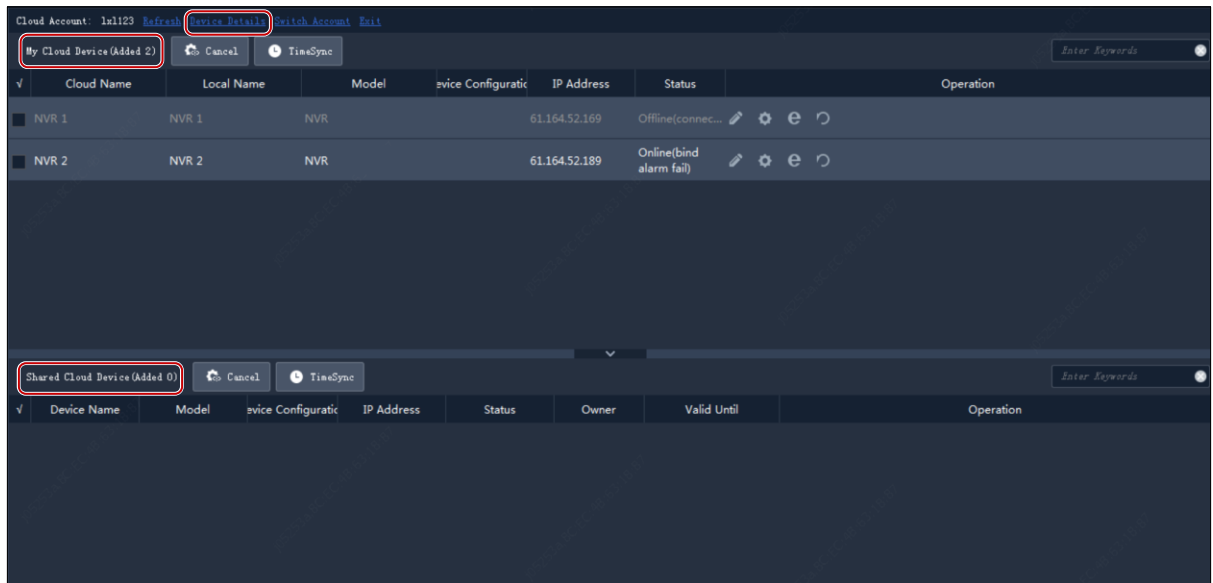 Cloud Account: 1x1123 Refresh Device Details Switch Account Exit
My Cloud Device(Added 2) Cancel TimeSync Enter Keywords
√ Cloud Name Local Name Model evice Configuratic IP Address Status Operation
NVR 1 NVR 1 NVR 61.164.52.169 Offline(connec...
NVR 2 NVR 2 NVR 61.164.52.189 Online(bind
alarm fail)
Shared Cloud Device(Added 0) Cancel TimeSync Enter Keywords
√ Device Name Model evice Configuratic IP Address Status Owner Valid Until Operation